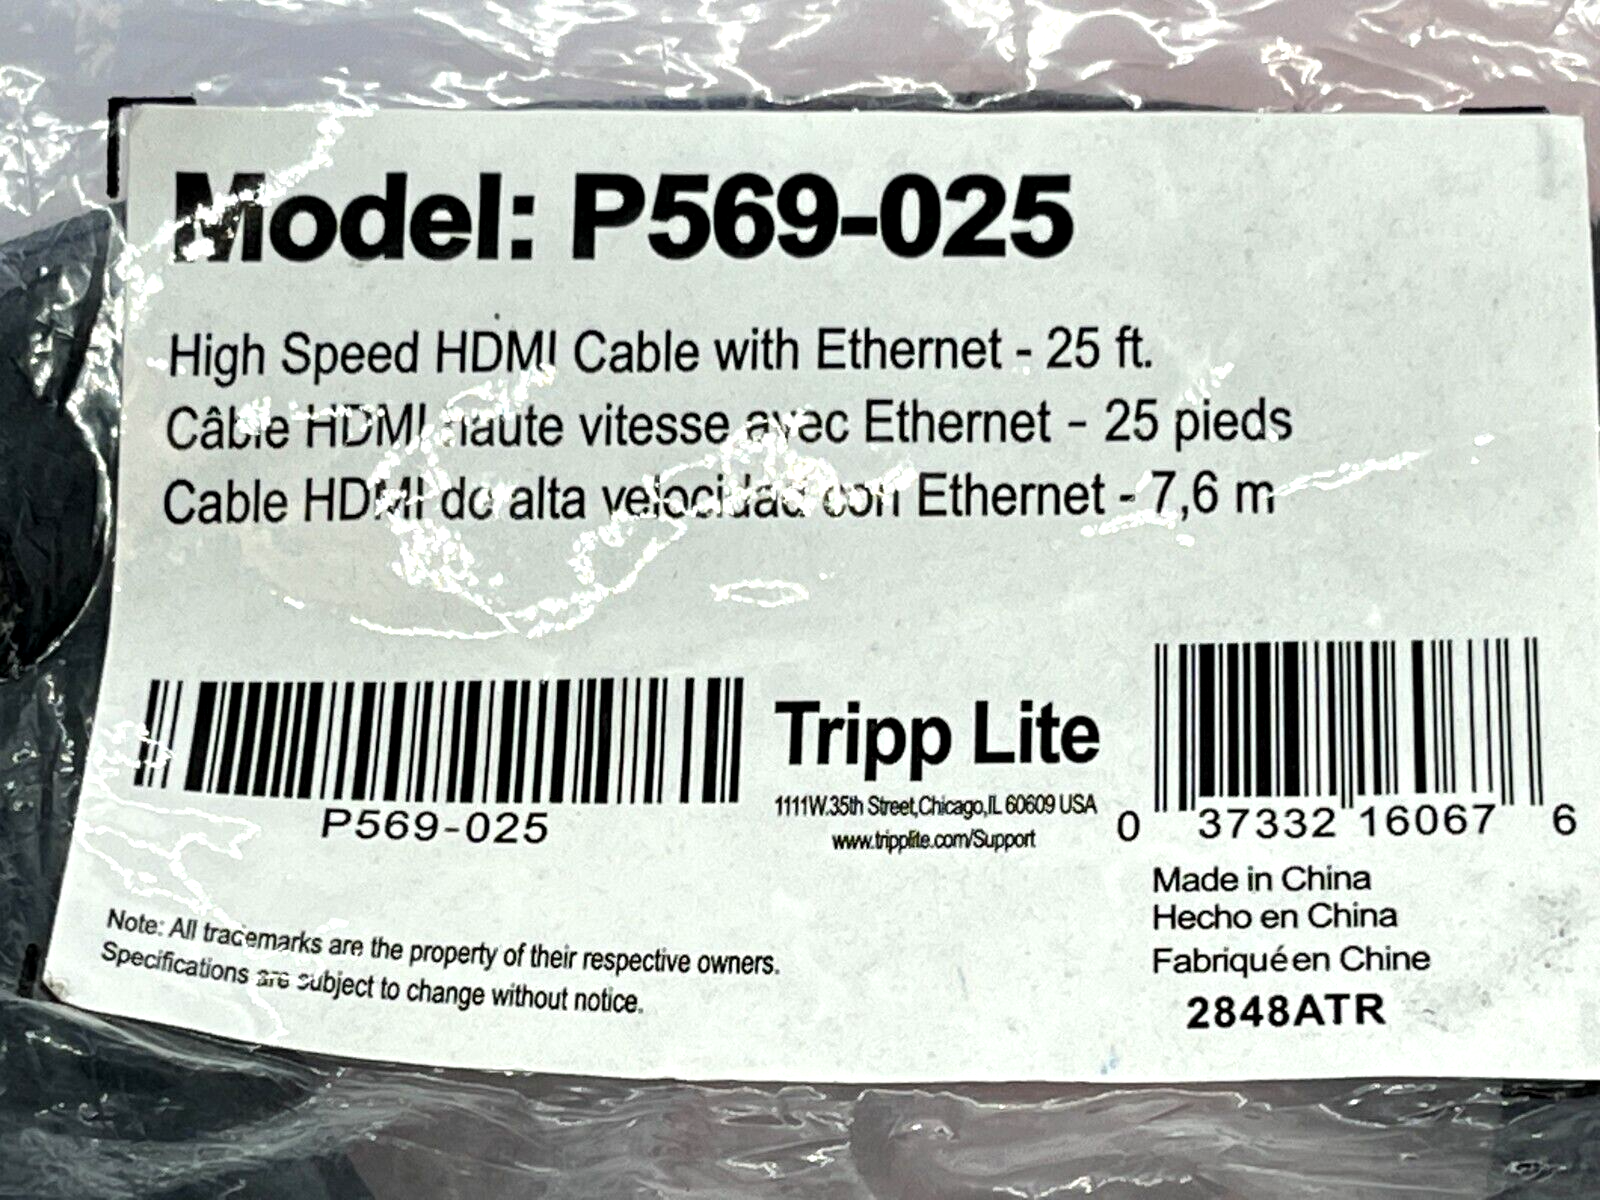 Model: P569-025
High Speed HDMI Cable with Ethernet - 25 ft.
Câble HDMI haute vitesse avec Ethernet - 25 pieds
Cable HDMI de alta velocidad con Ethernet - 7,6 m
P569-025
Tripp Lite
1111W.35th Street,Chicago,IL 60609 USA
www.tripplite.com/Support
0 37332 16067 6
Made in China
Hecho en China
Fabriqué en Chine
2848ATR
Note: All trademarks are the property of their respective owners.
Specifications are subject to change without notice.